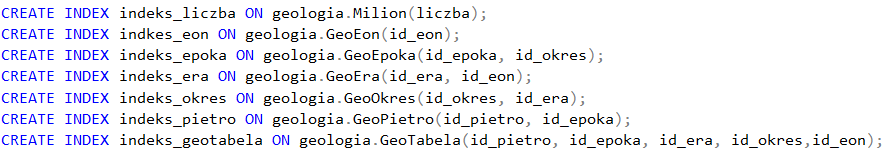 CREATE INDEX indeks_liczba ON geologia.Milion(liczba);
CREATE INDEX indkes_eon ON geologia.GeoEon(id_eon);
CREATE INDEX indeks_epoka ON geologia.GeoEpoka(id_epoka, id_okres);
CREATE INDEX indeks_era ON geologia.GeoEra(id_era, id_eon);
CREATE INDEX indeks_okres ON geologia.GeoOkres(id_okres, id_era);
CREATE INDEX indeks_pietro ON geologia.GeoPietro(id_pietro, id_epoka);
CREATE INDEX indeks_geotabela ON geologia.GeoTabela(id_pietro, id_epoka, id_era, id_okres,id_eon);